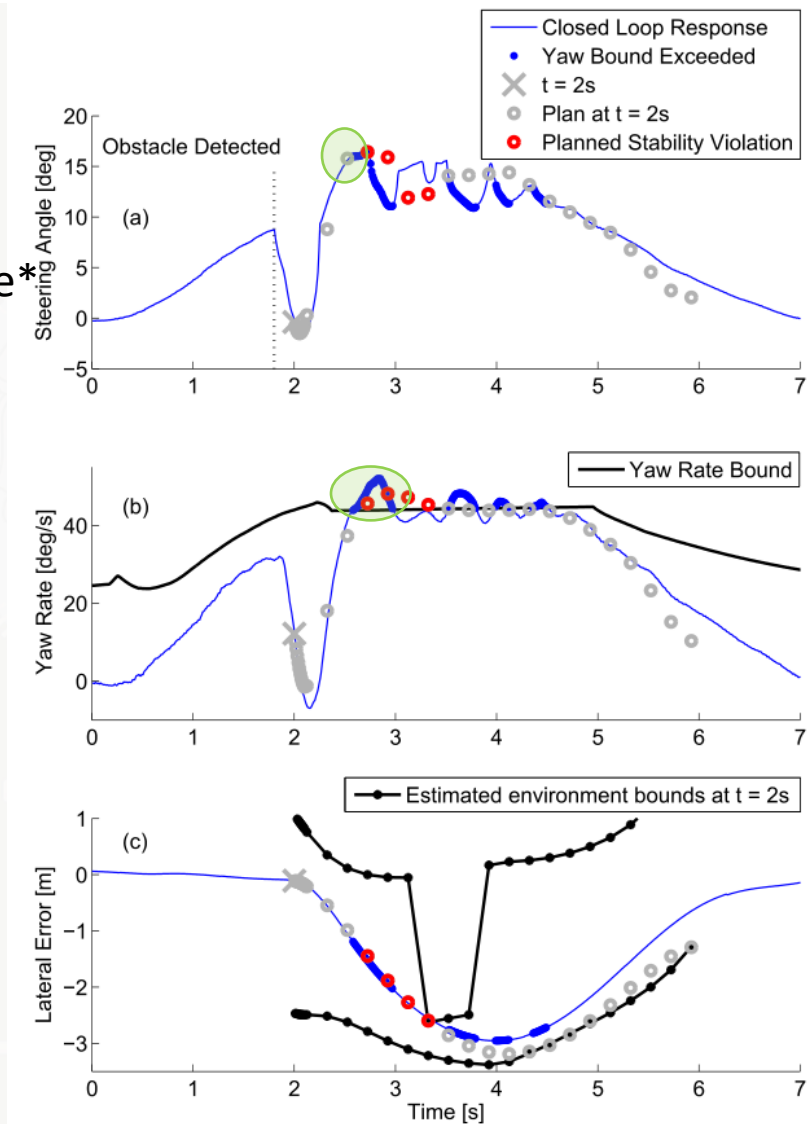 Closed Loop Response
Yaw Bound Exceeded
t = 2s
Plan at t = 2s
Planned Stability Violation
Obstacle Detected
(a)
e*
Steering Angle [deg]
20
15
10
5
0
−5
0 1 2 3 4 5 6 7
Yaw Rate Bound
(b)
Yaw Rate [deg/s]
40
20
0
0 1 2 3 4 5 6 7
Estimated environment bounds at t = 2s
(c)
Lateral Error [m]
1
0
−1
−2
−3
0 1 2 3 4 5 6 7
Time [s]